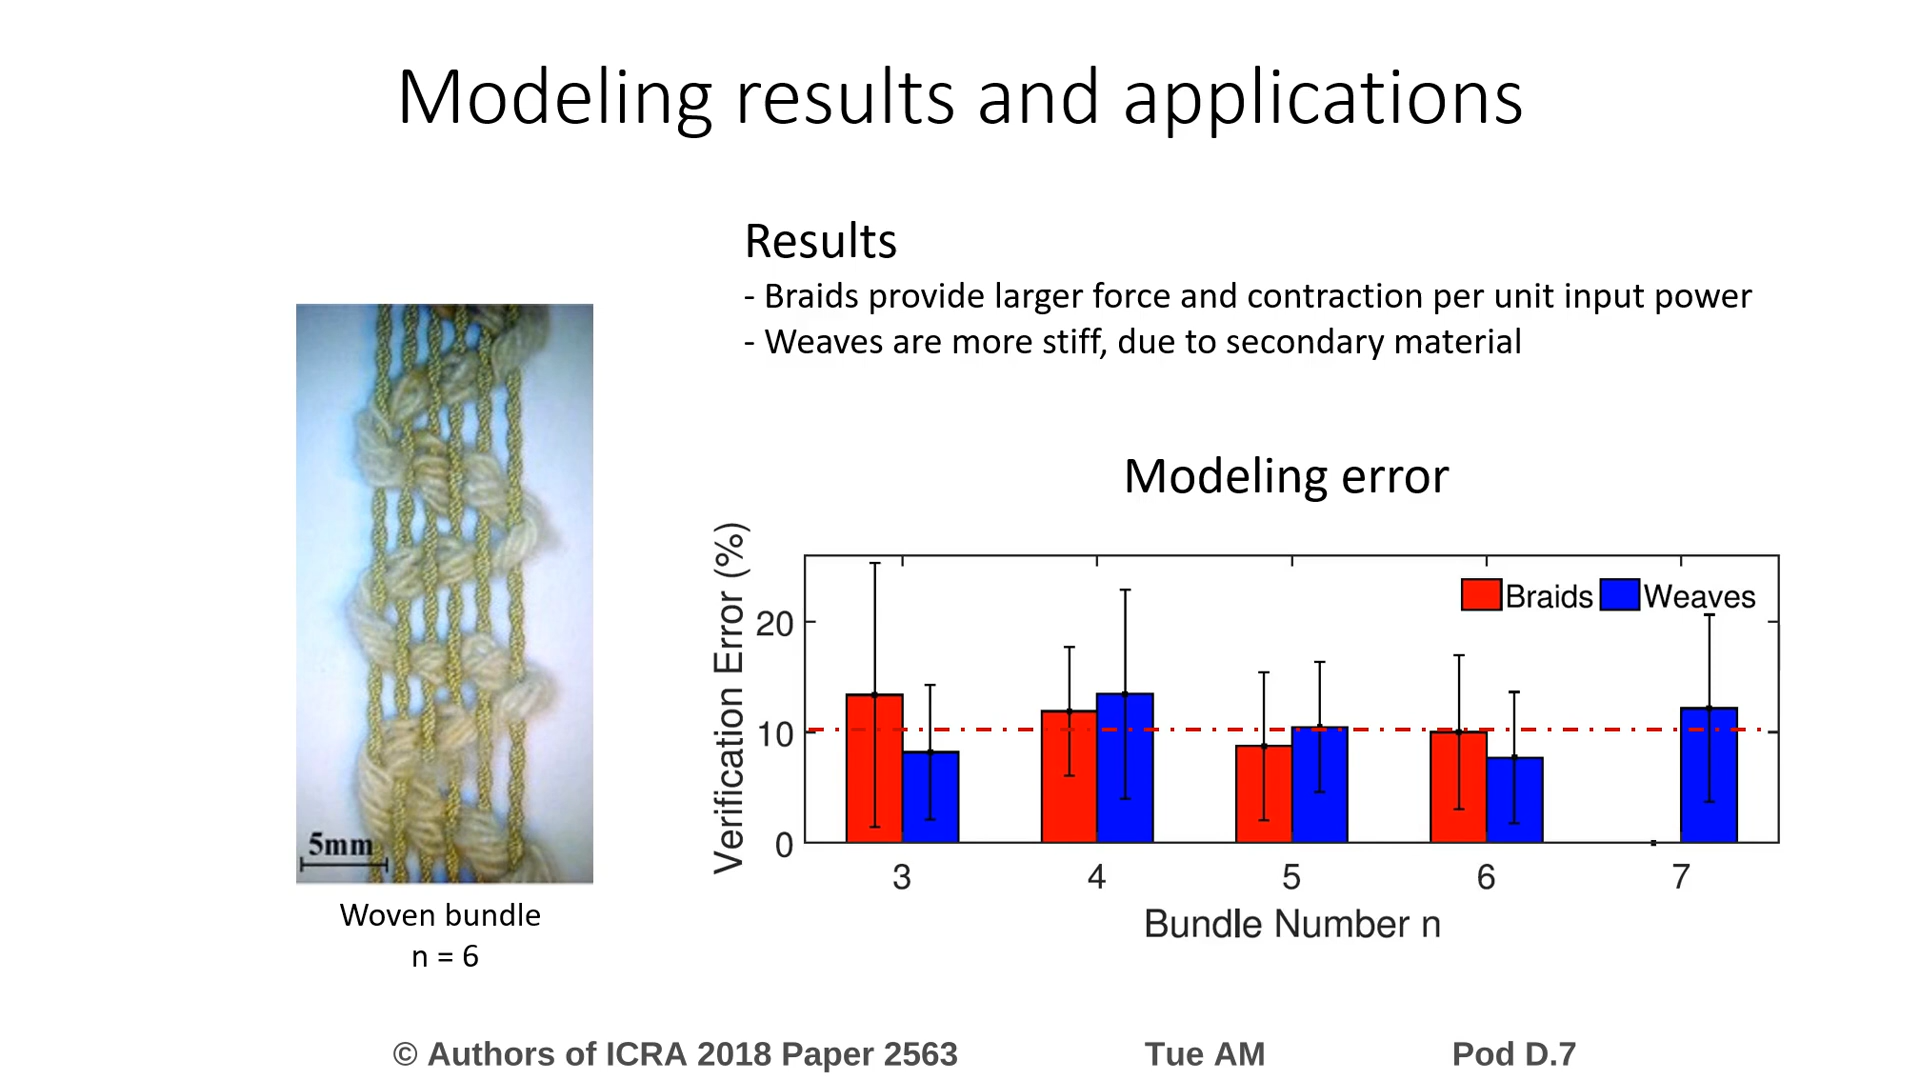 Modeling results and applications
Results
- Braids provide larger force and contraction per unit input power
- Weaves are more stiff, due to secondary material
5mm
Woven bundle
n = 6
Modeling error
Verification Error (%)
20
10
0
Braids Weaves
3 4 5 6 7
Bundle Number n
© Authors of ICRA 2018 Paper 2563 Tue AM Pod D.7